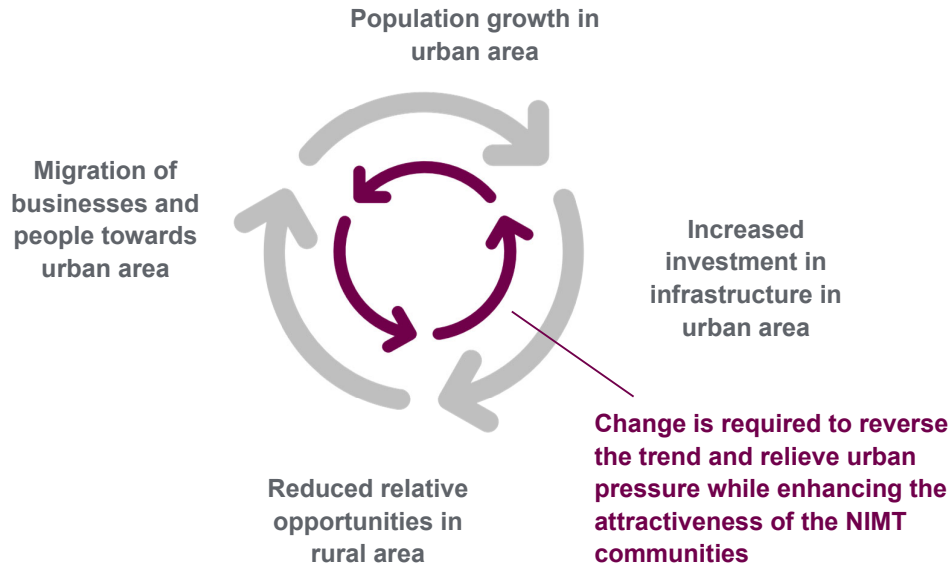 Population growth in
urban area
Migration of
businesses and
people towards
urban area
Increased
investment in
infrastructure in
urban area
Change is required to reverse
the trend and relieve urban
pressure while enhancing the
attractiveness of the NIMT
communities
Reduced relative
opportunities in
rural area